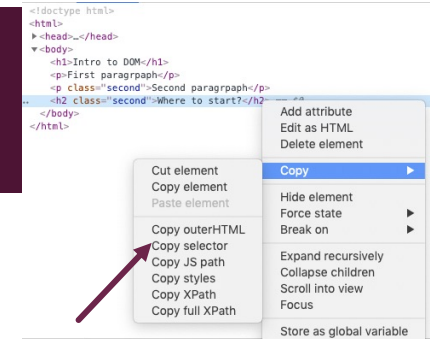 <!doctype html>
<html>
▶<head>…</head>
▼<body>
<h1>Intro to DOM</h1>
<p>First paragrpaph</p>
<p class="second">Second paragrpaph</p>
<h2 class="second">Where to start?</h2> == $0
</body>
</html>
Add attribute
Edit as HTML
Delete element
Copy
Hide element
Force state
Break on
Expand recursively
Collapse children
Scroll into view
Focus
Store as global variable
Cut element
Copy element
Paste element
Copy outerHTML
Copy selector
Copy JS path
Copy styles
Copy XPath
Copy full XPath